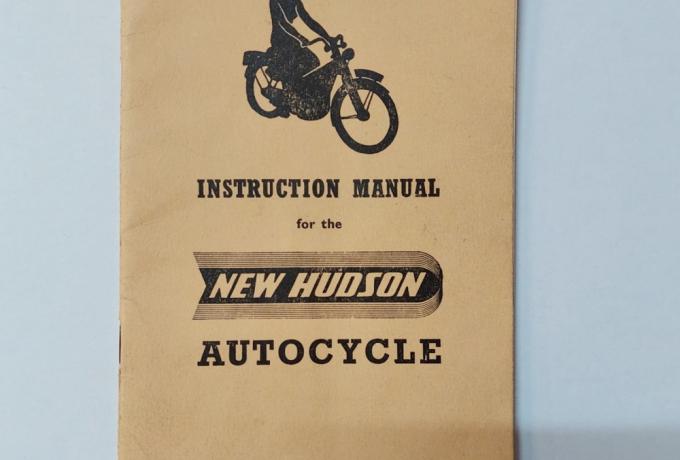 INSTRUCTION MANUAL
for the
NEW HUDSON
AUTOCYCLE